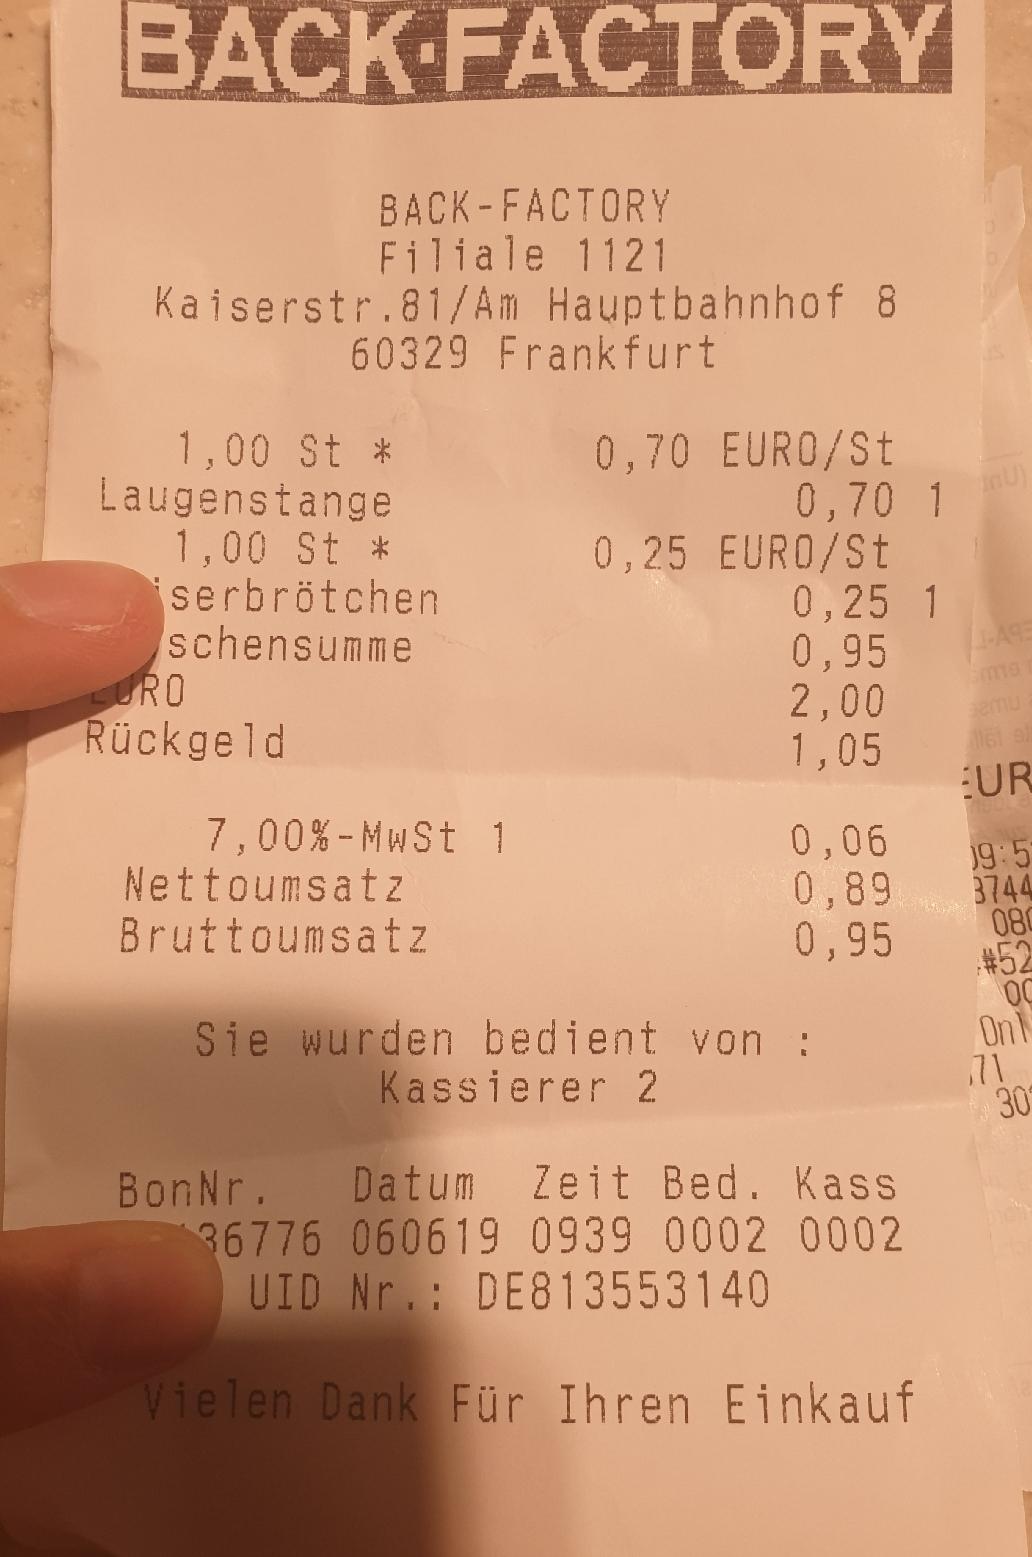 BACK·FACTORY
BACK-FACTORY
Filiale 1121
Kaiserstr.81/Am Hauptbahnhof 8
60329 Frankfurt
1,00 St * 0,70 EURO/St
Laugenstange 0,70 1
1,00 St * 0,25 EURO/St
iserbrötchen 0,25 1
schensumme 0,95
EURO 2,00
Rückgeld 1,05
7,00%-MwSt 1 0,06
Nettoumsatz 0,89
Bruttoumsatz 0,95
Sie wurden bedient von :
Kassierer 2
BonNr. Datum Zeit Bed. Kass
36776 060619 0939 0002 0002
UID Nr.: DE813553140
Vielen Dank Für Ihren Einkauf